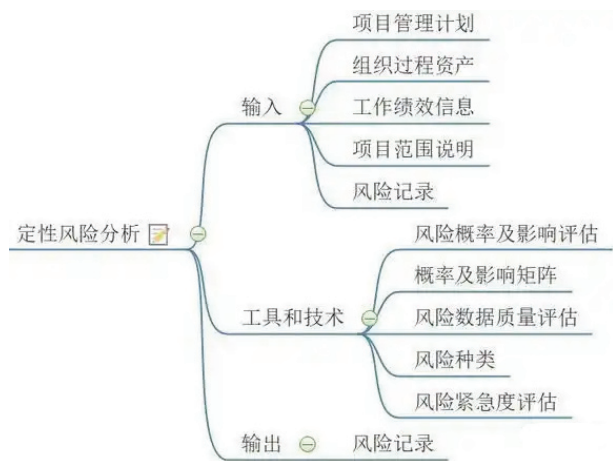 项目管理计划
组织过程资产
输入
工作绩效信息
项目范围说明
风险记录
定性风险分析
风险概率及影响评估
概率及影响矩阵
工具和技术
风险数据质量评估
风险种类
风险紧急度评估
输出
风险记录